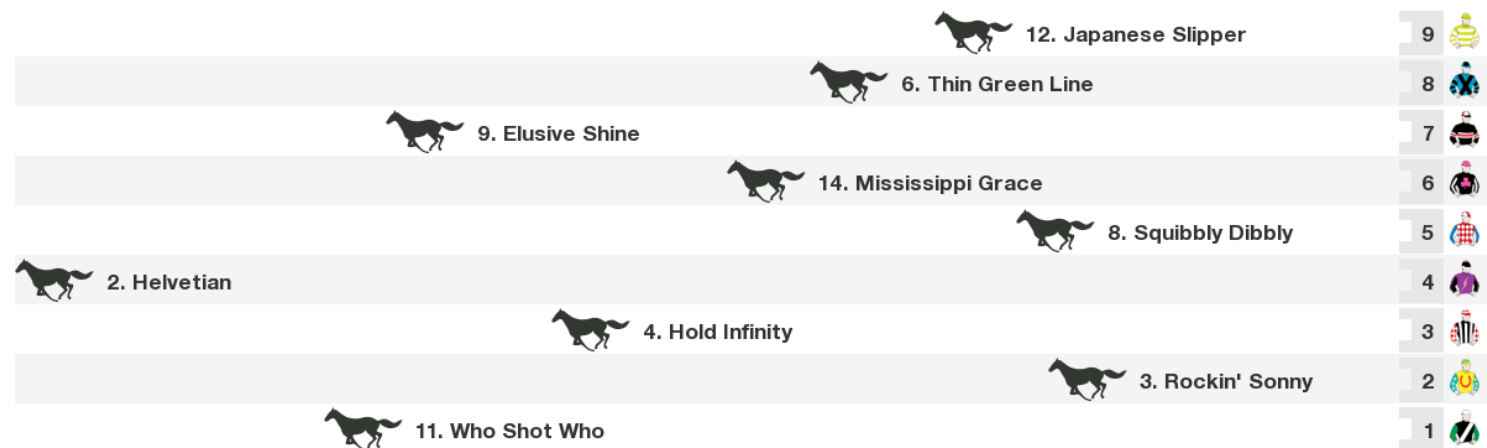 12. Japanese Slipper 9
6. Thin Green Line 8
9. Elusive Shine 7
14. Mississippi Grace 6
8. Squibbly Dibbly 5
2. Helvetian 4
4. Hold Infinity 3
3. Rockin' Sonny 2
11. Who Shot Who 1